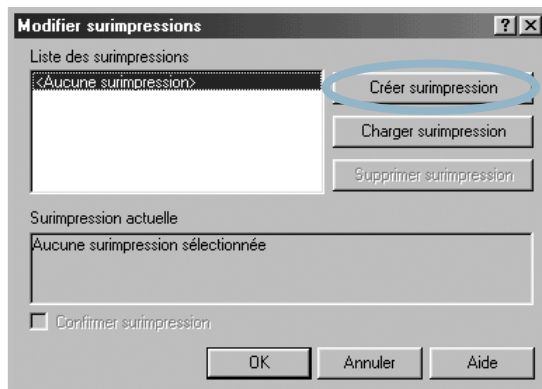 Modifier surimpressions
Liste des surimpressions
<Aucune surimpression>
Créer surimpression
Charger surimpression
Supprimer surimpression
Surimpression actuelle
Aucune surimpression sélectionnée
Confirmer surimpression
OK Annuler Aide